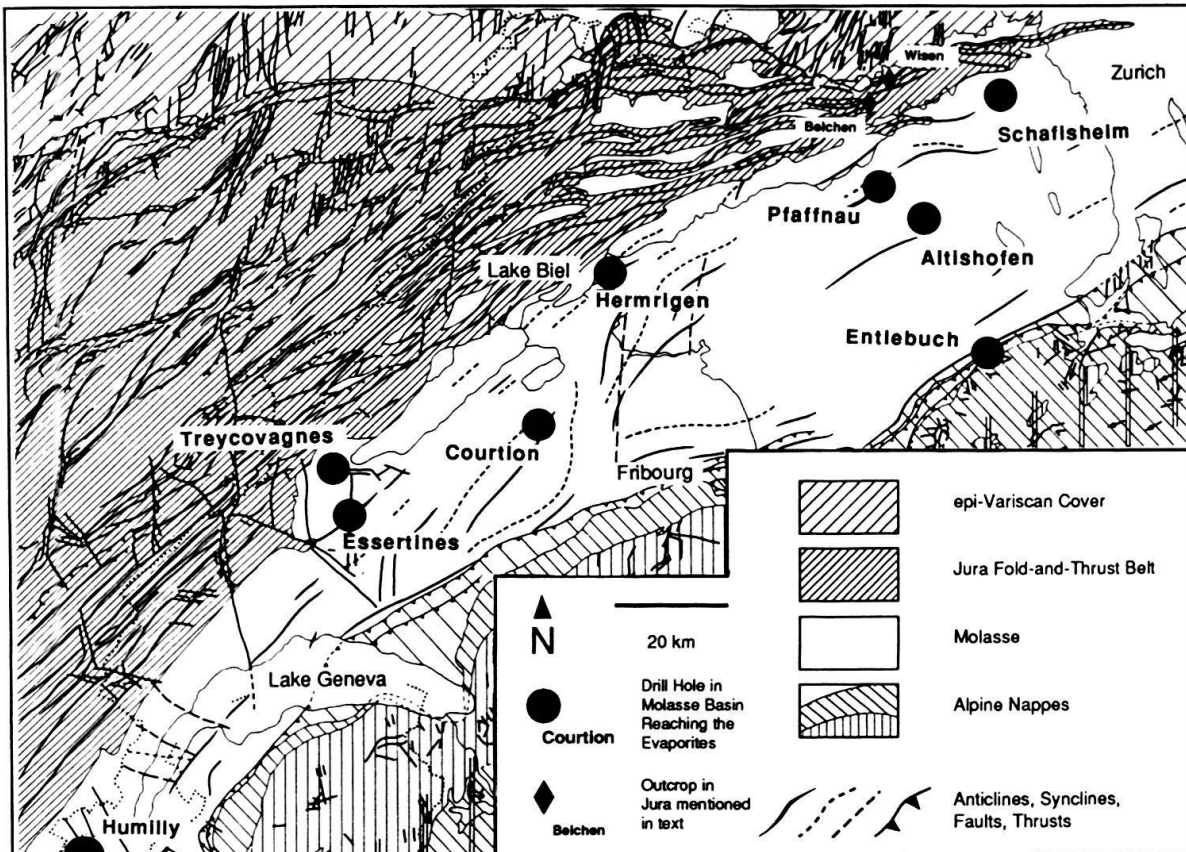 Wisen
Zurich
Belchen
Schaflsheim
Pfaffnau
Altishofen
Lake Biel
Hermrigen
Entlebuch
Treycovagnes
Courtion
Fribourg
Essertines
Lake Geneva
Humilly
N
20 km
Courtion
Drill Hole in
Molasse Basin
Reaching the
Evaporites
Belchen
Outcrop in
Jura mentioned
in text
epi-Variscan Cover
Jura Fold-and-Thrust Belt
Molasse
Alpine Nappes
Anticlines, Synclines,
Faults, Thrusts